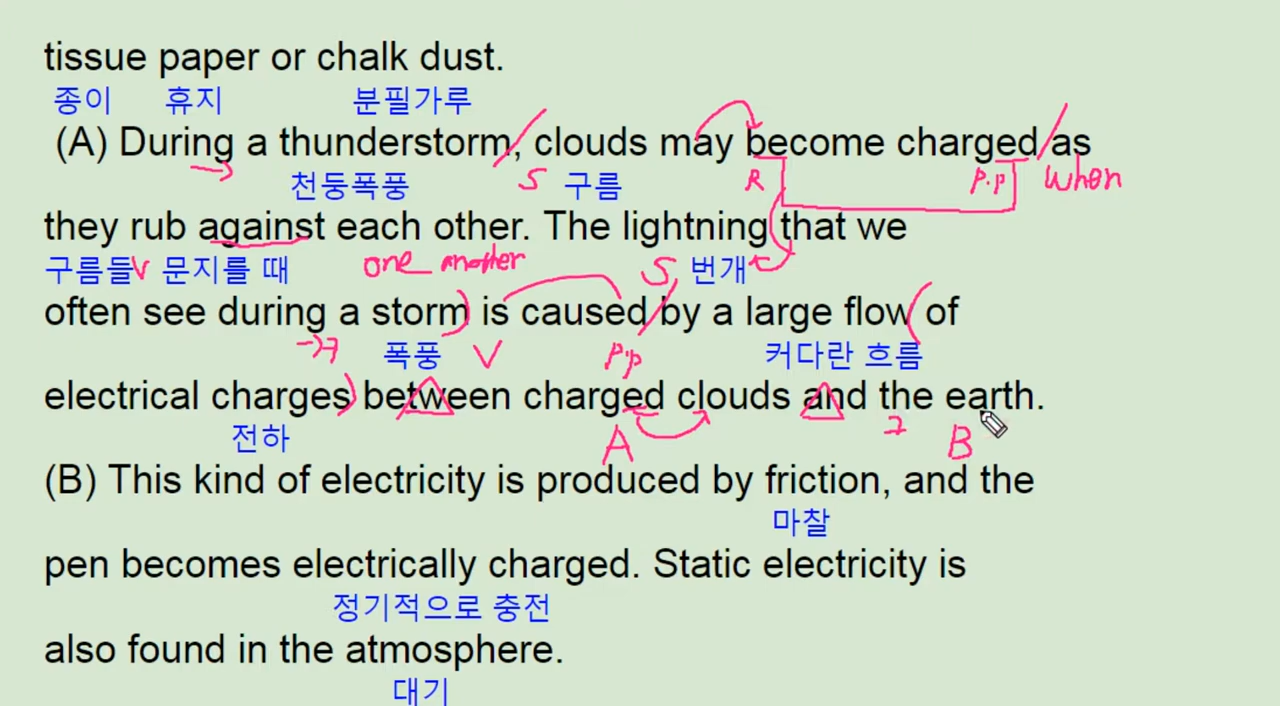 tissue paper or chalk dust.
종이 휴지 분필가루
(A) During a thunderstorm, clouds may become charged as
천둥폭풍 S 구름 R P.P when
they rub against each other. The lightning that we
구름들 V 문지를 때 one another S 번개
often see during a storm is caused by a large flow of
폭풍 V P.P 커다란 흐름
electrical charges between charged clouds and the earth.
전하 A B
(B) This kind of electricity is produced by friction, and the
마찰
pen becomes electrically charged. Static electricity is
정기적으로 충전
also found in the atmosphere.
대기